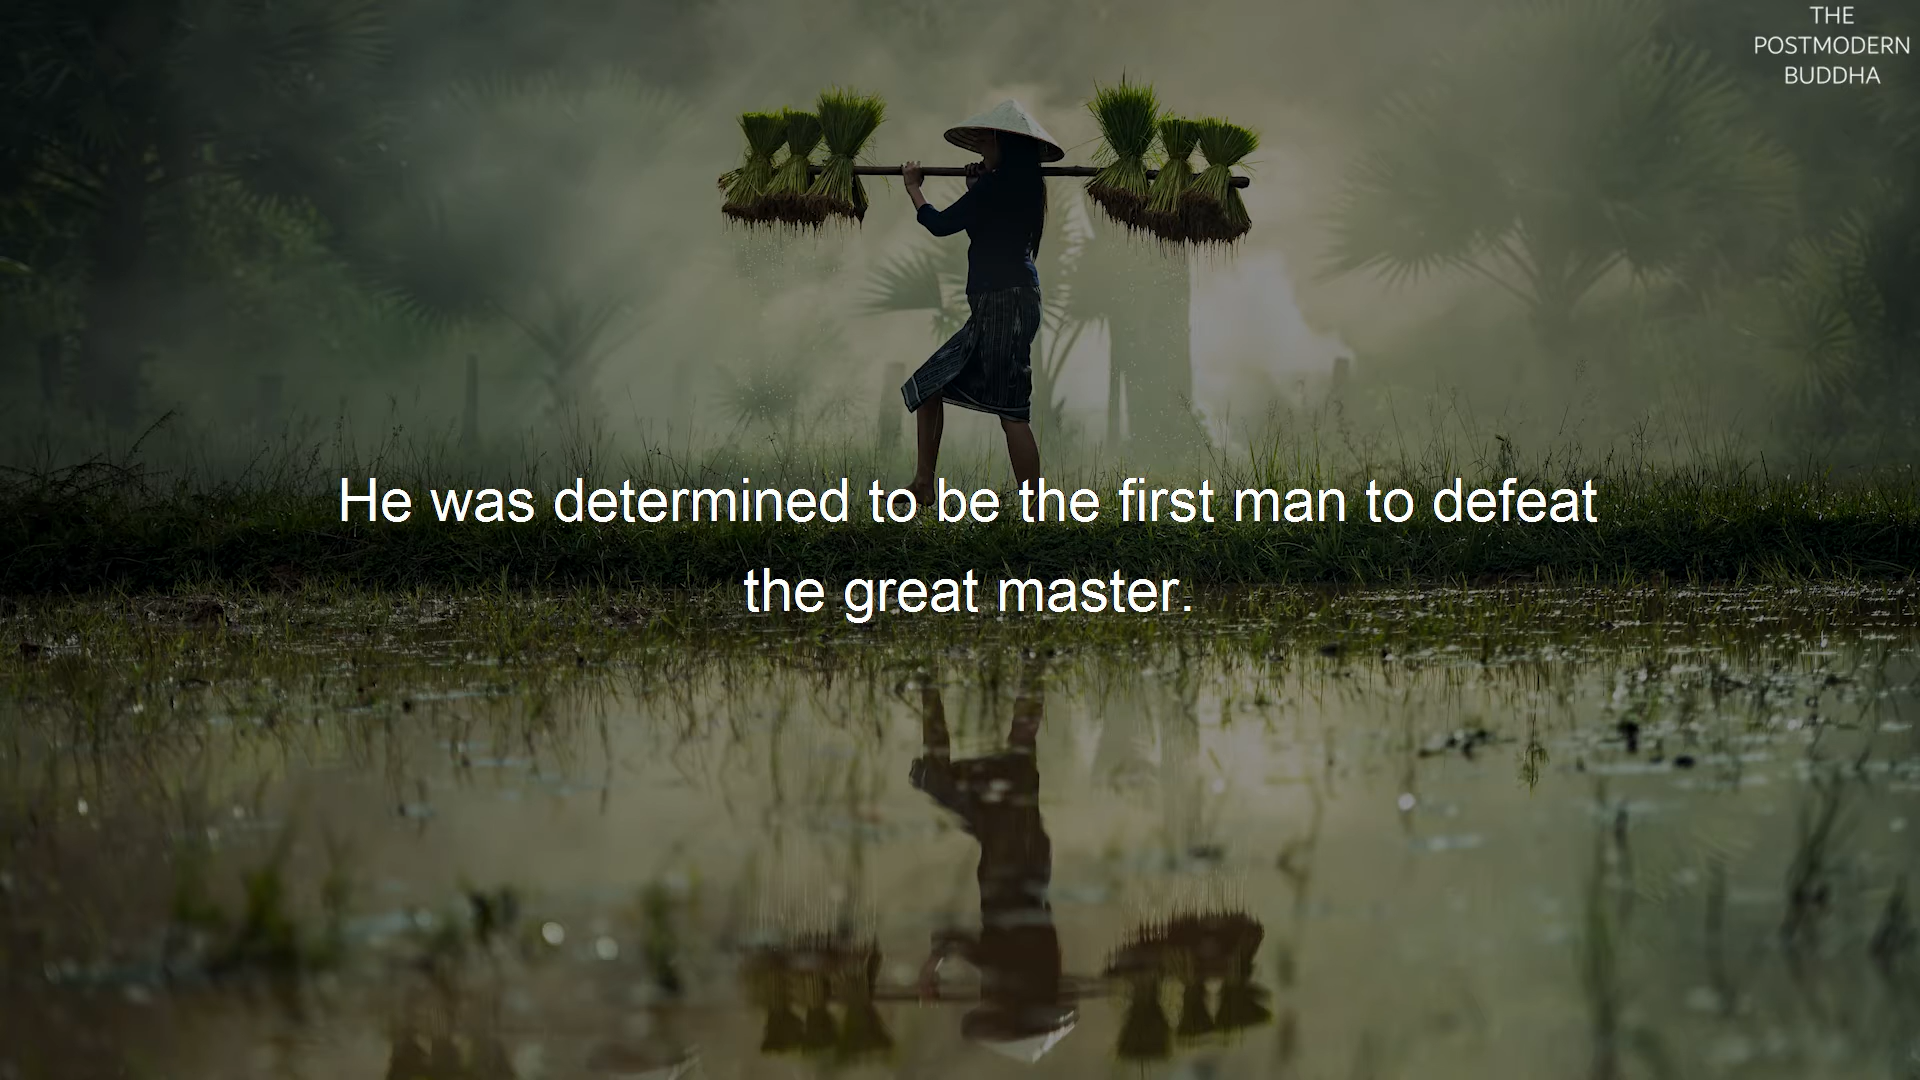 THE
POSTMODERN
BUDDHA
He was determined to be the first man to defeat
the great master.